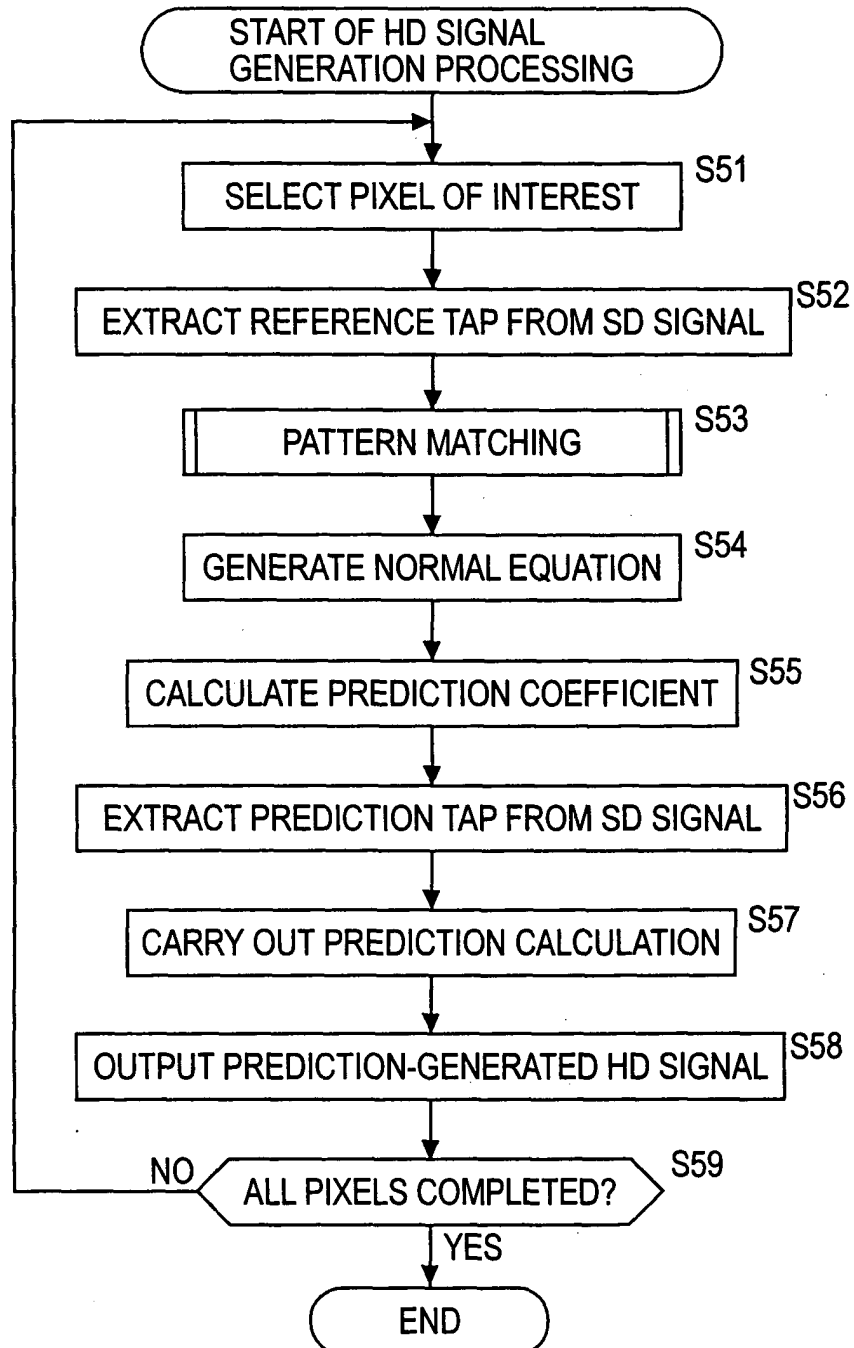 START OF HD SIGNAL
GENERATION PROCESSING
S51
SELECT PIXEL OF INTEREST
S52
EXTRACT REFERENCE TAP FROM SD SIGNAL
S53
PATTERN MATCHING
S54
GENERATE NORMAL EQUATION
S55
CALCULATE PREDICTION COEFFICIENT
S56
EXTRACT PREDICTION TAP FROM SD SIGNAL
S57
CARRY OUT PREDICTION CALCULATION
S58
OUTPUT PREDICTION-GENERATED HD SIGNAL
S59
NO
ALL PIXELS COMPLETED?
YES
END